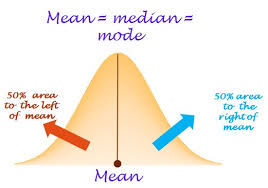 Mean = median =
mode
50% area
to the left
of mean
50% area
to the
right of
mean
Mean